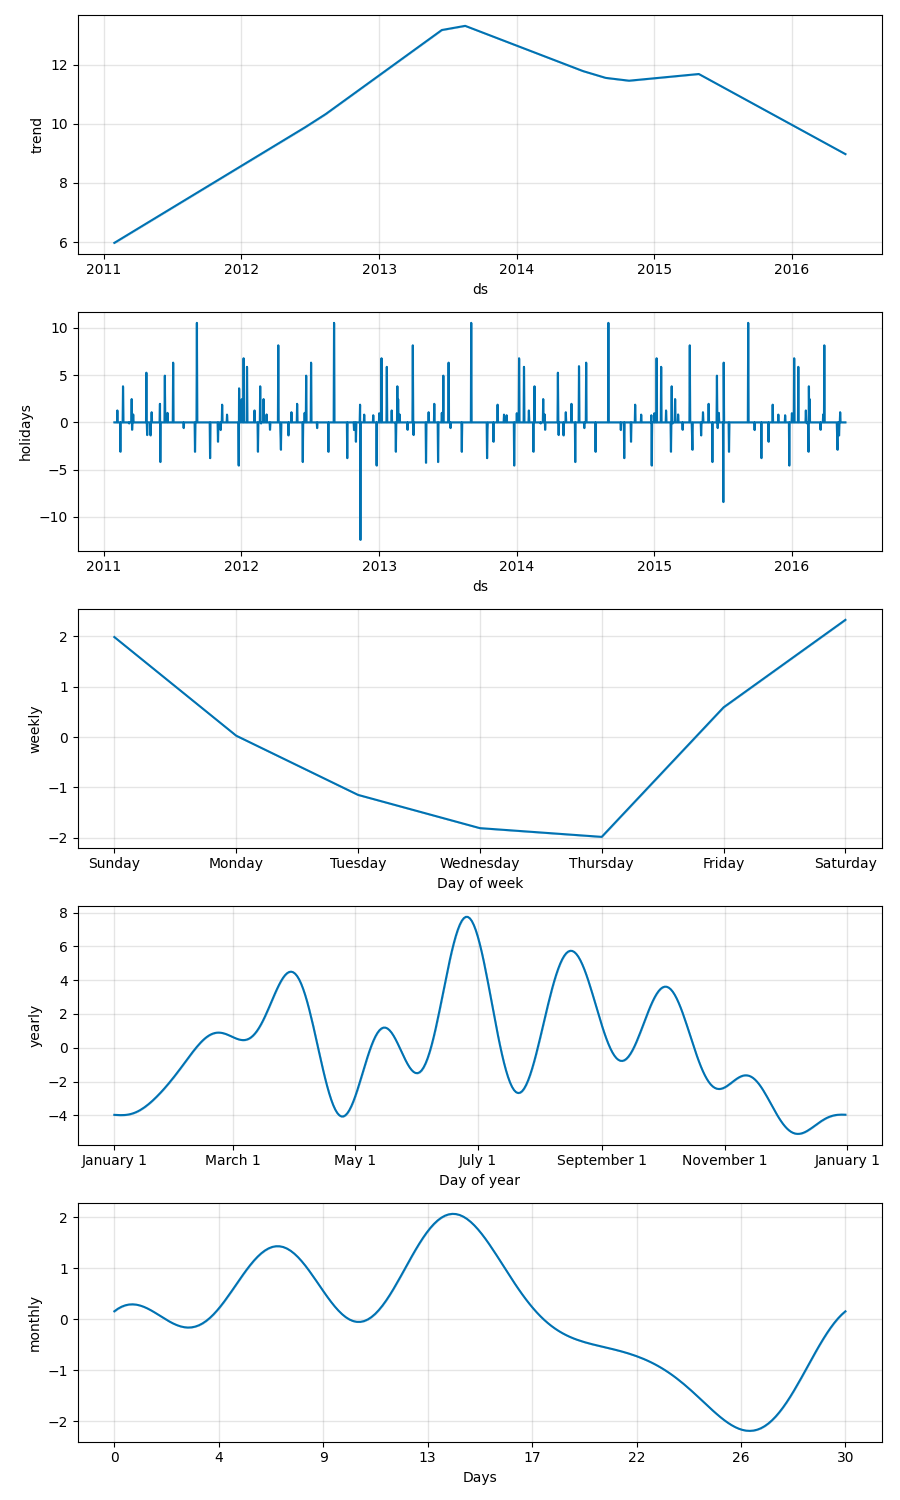 12
10
8
6
trend
2011 2012 2013 2014 2015 2016
ds
10
5
0
−5
−10
holidays
2011 2012 2013 2014 2015 2016
ds
2
1
0
−1
−2
weekly
Sunday Monday Tuesday Wednesday Thursday Friday Saturday
Day of week
8
6
4
2
0
−2
−4
yearly
January 1 March 1 May 1 July 1 September 1 November 1 January 1
Day of year
2
1
0
−1
−2
monthly
0 4 9 13 17 22 26 30
Days